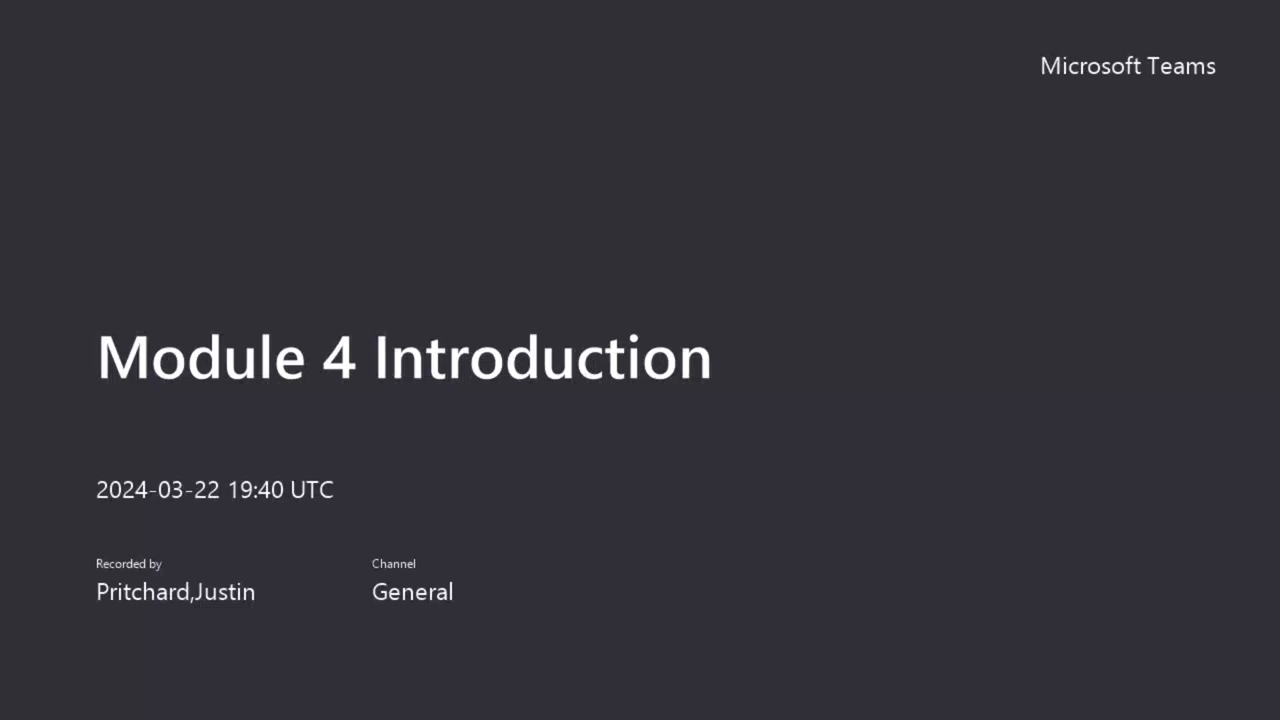 Microsoft Teams
Module 4 Introduction
2024-03-22 19:40 UTC
Recorded by
Pritchard,Justin
Channel
General